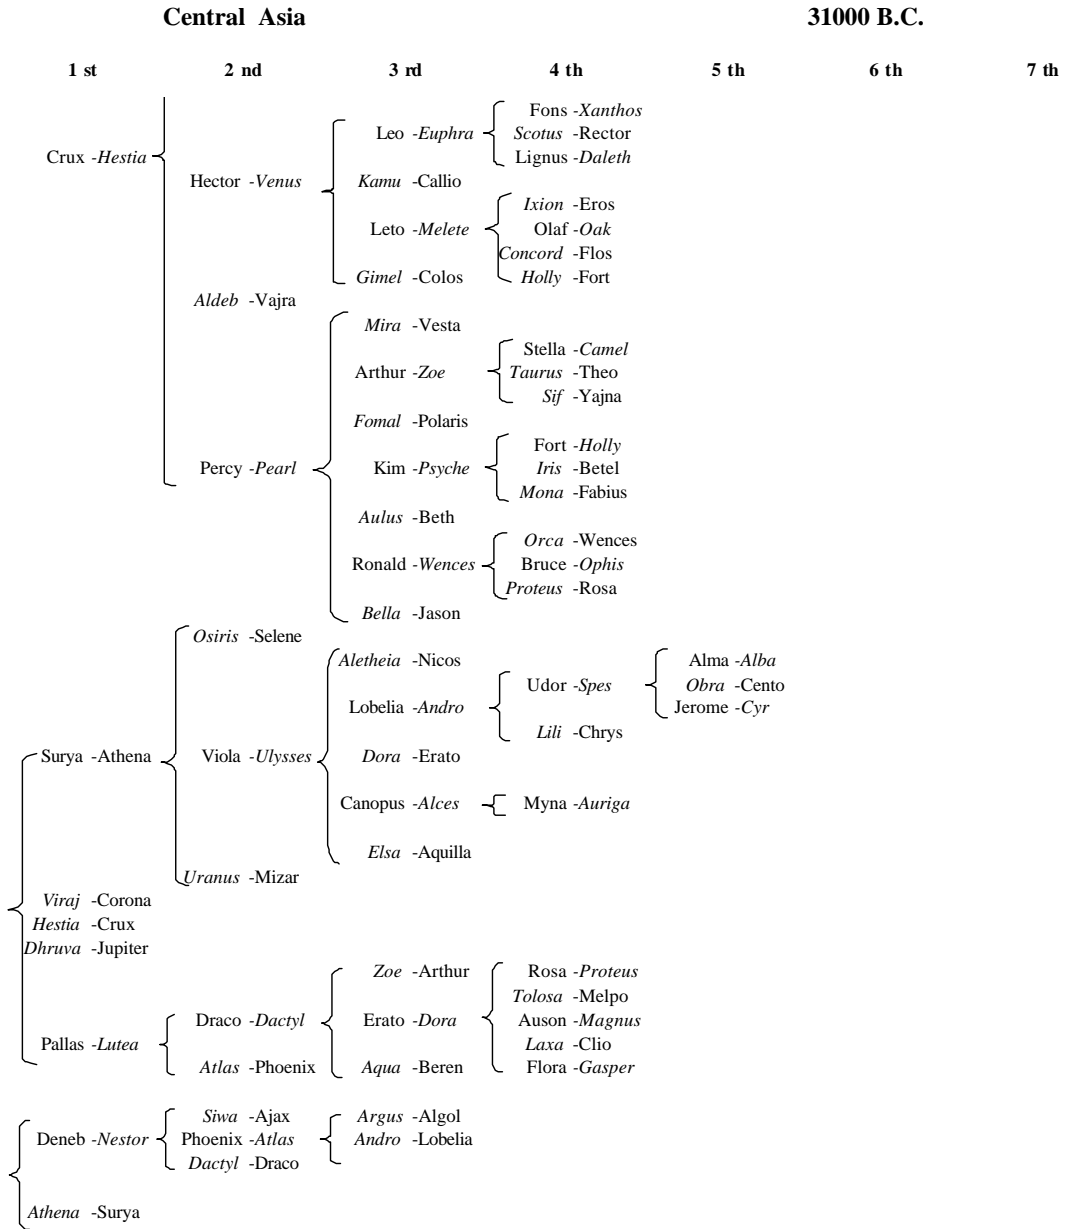 Central Asia 31000 B.C.
1 st 2 nd 3 rd 4 th 5 th 6 th 7 th
Fons -Xanthos
Leo -Euphra Scotus -Rector
Crux -Hestia Lignus -Daleth
Hector -Venus Kamu -Callio
Ixion -Eros
Leto -Melete Olaf -Oak
Concord -Flos
Gimel -Colos Holly -Fort
Aldeb -Vajra
Mira -Vesta
Stella -Camel
Arthur -Zoe Taurus -Theo
Sif -Yajna
Fomal -Polaris
Fort -Holly
Percy -Pearl Kim -Psyche Iris -Betel
Mona -Fabius
Aulus -Beth
Orca -Wences
Ronald -Wences Bruce -Ophis
Proteus -Rosa
Bella -Jason
Osiris -Selene
Aletheia -Nicos Alma -Alba
Udor -Spes Obra -Cento
Lobelia -Andro Jerome -Cyr
Lili -Chrys
Surya -Athena Viola -Ulysses Dora -Erato
Canopus -Alces Myna -Auriga
Elsa -Aquilla
Uranus -Mizar
Viraj -Corona
Hestia -Crux
Dhruva -Jupiter
Zoe -Arthur Rosa -Proteus
Tolosa -Melpo
Draco -Dactyl Erato -Dora Auson -Magnus
Pallas -Lutea Laxa -Clio
Atlas -Phoenix Aqua -Beren Flora -Gasper
Siwa -Ajax Argus -Algol
Deneb -Nestor Phoenix -Atlas Andro -Lobelia
Dactyl -Draco
Athena -Surya